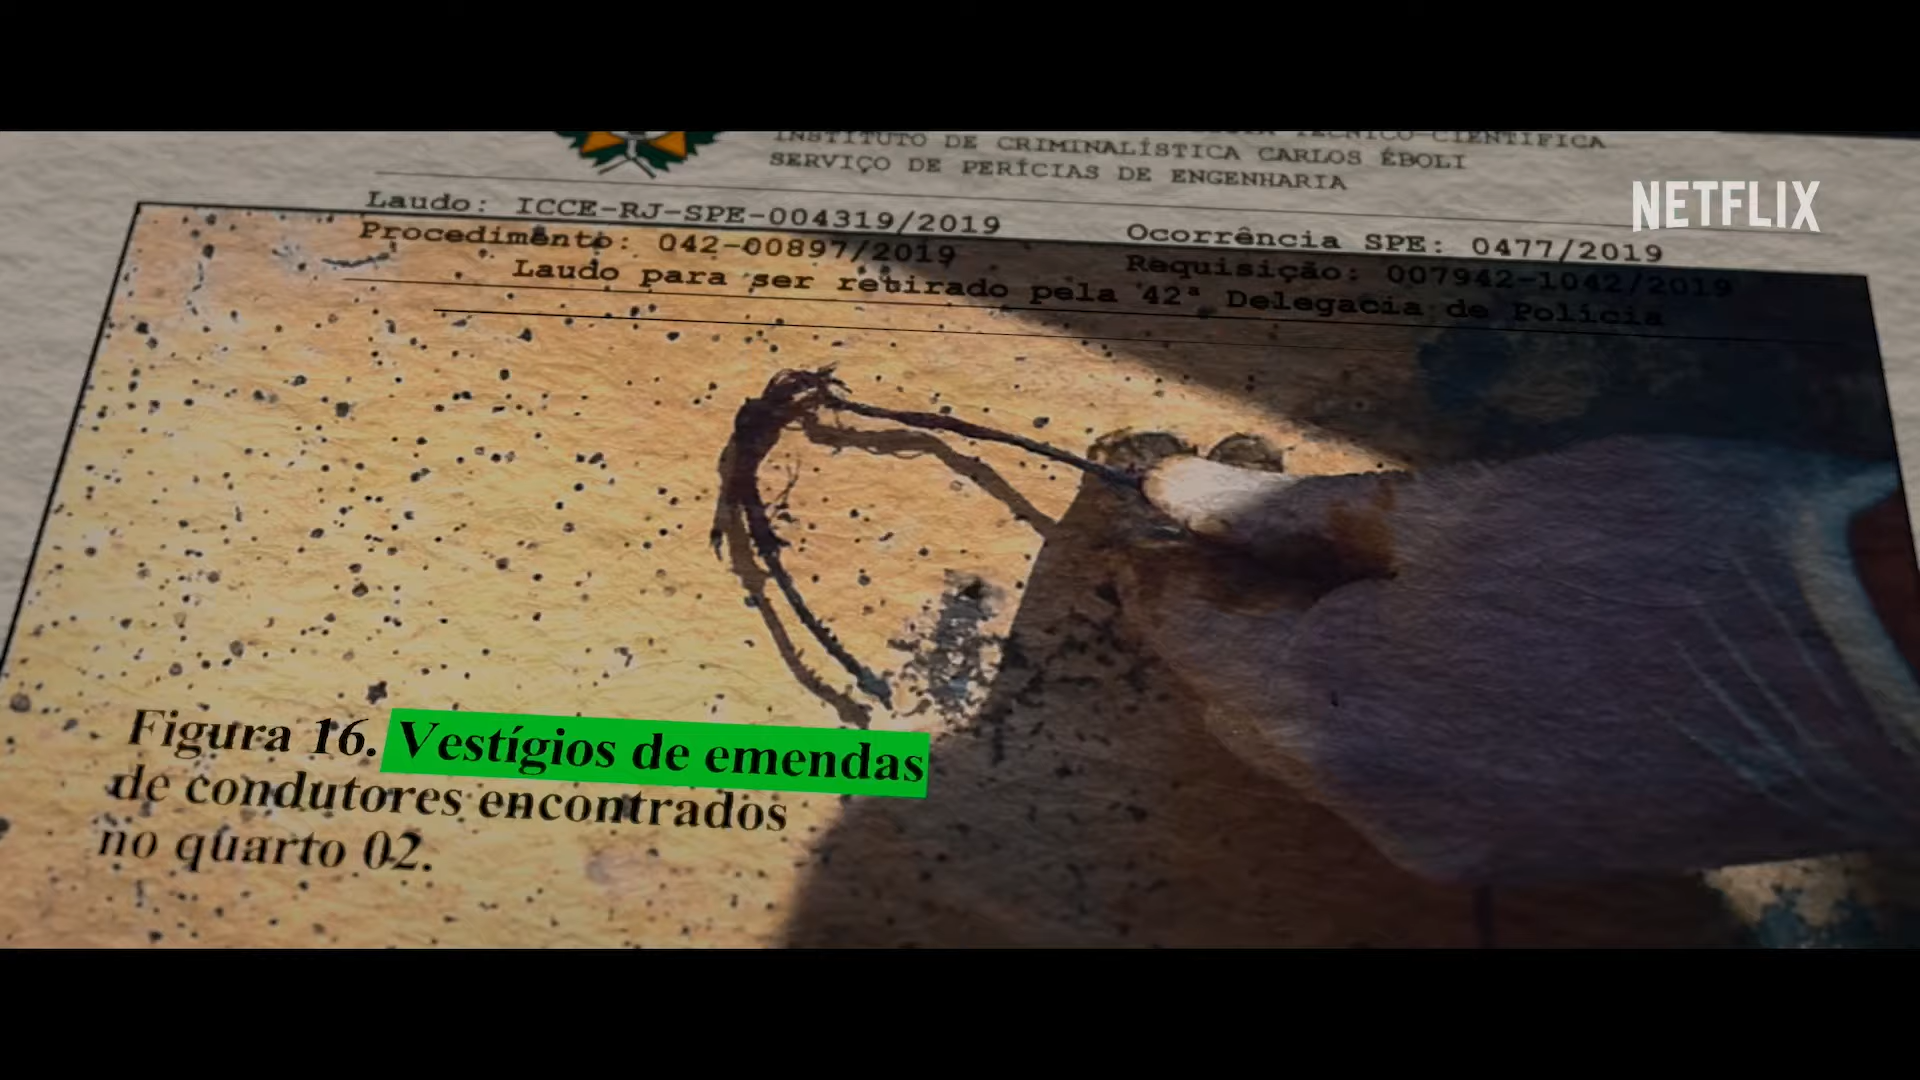 TÉCNICO-CIENTÍFICA
INSTITUTO DE CRIMINALÍSTICA CARLOS ÉBOLI
SERVIÇO DE PERÍCIAS DE ENGENHARIA
NETFLIX
Laudo: ICCE-RJ-SPE-004319/2019
Ocorrência SPE: 0477/2019
Procedimento: 042-00897/2019
Requisição: 007942-1042/2019
Laudo para ser retirado pela 42ª Delegacia de Polícia
Figura 16. Vestígios de emendas
de condutores encontrados
no quarto 02.